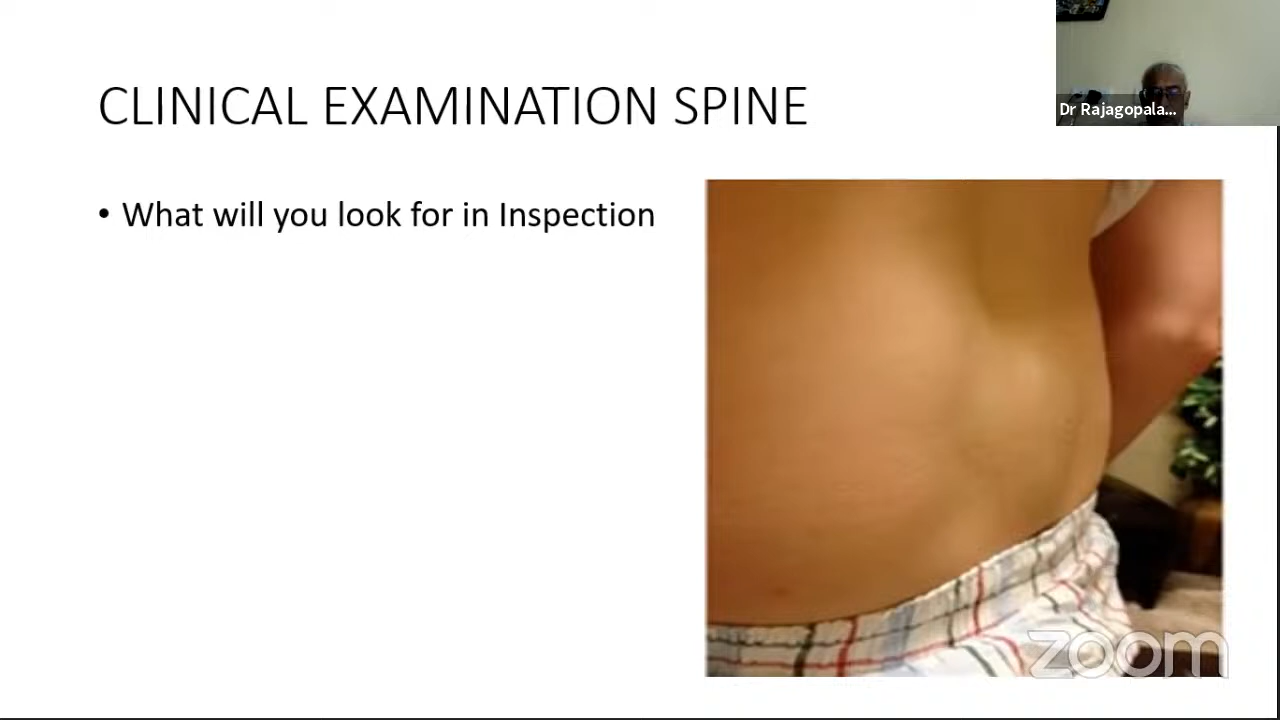 CLINICAL EXAMINATION SPINE
Dr Rajagopala...
• What will you look for in Inspection
zoom